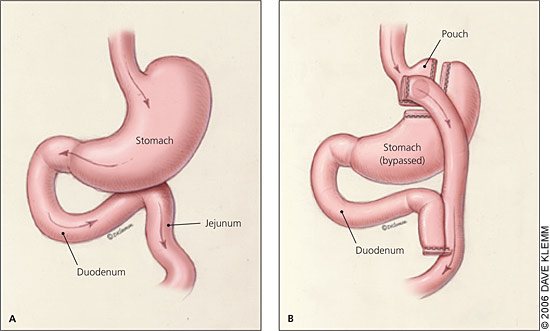 Stomach
Jejunum
Duodenum
A
Pouch
Stomach
(bypassed)
Duodenum
B
© 2006 DAVE KLEMM